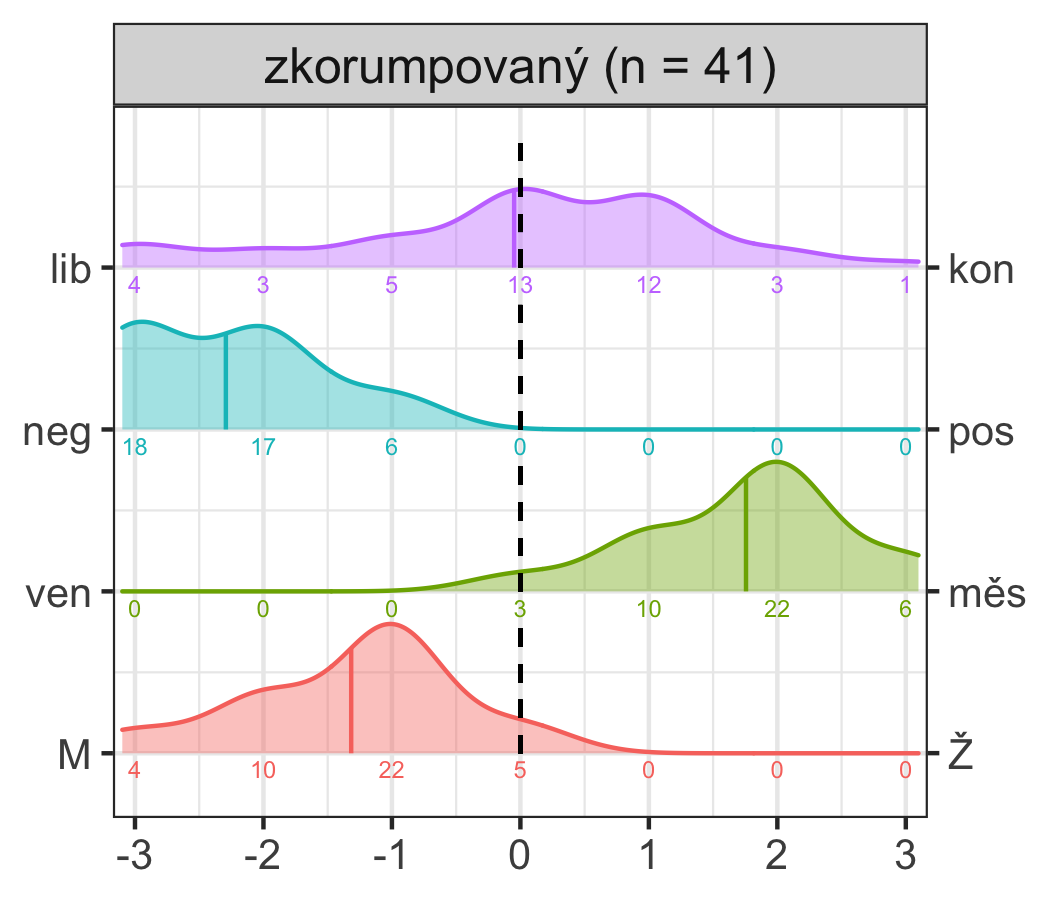 zkorumpovaný (n = 41)
lib kon
4 3 5 13 12 3 1
neg pos
18 17 6 0 0 0 0
ven měs
0 0 0 3 10 22 6
M Ž
4 10 22 5 0 0 0
-3 -2 -1 0 1 2 3